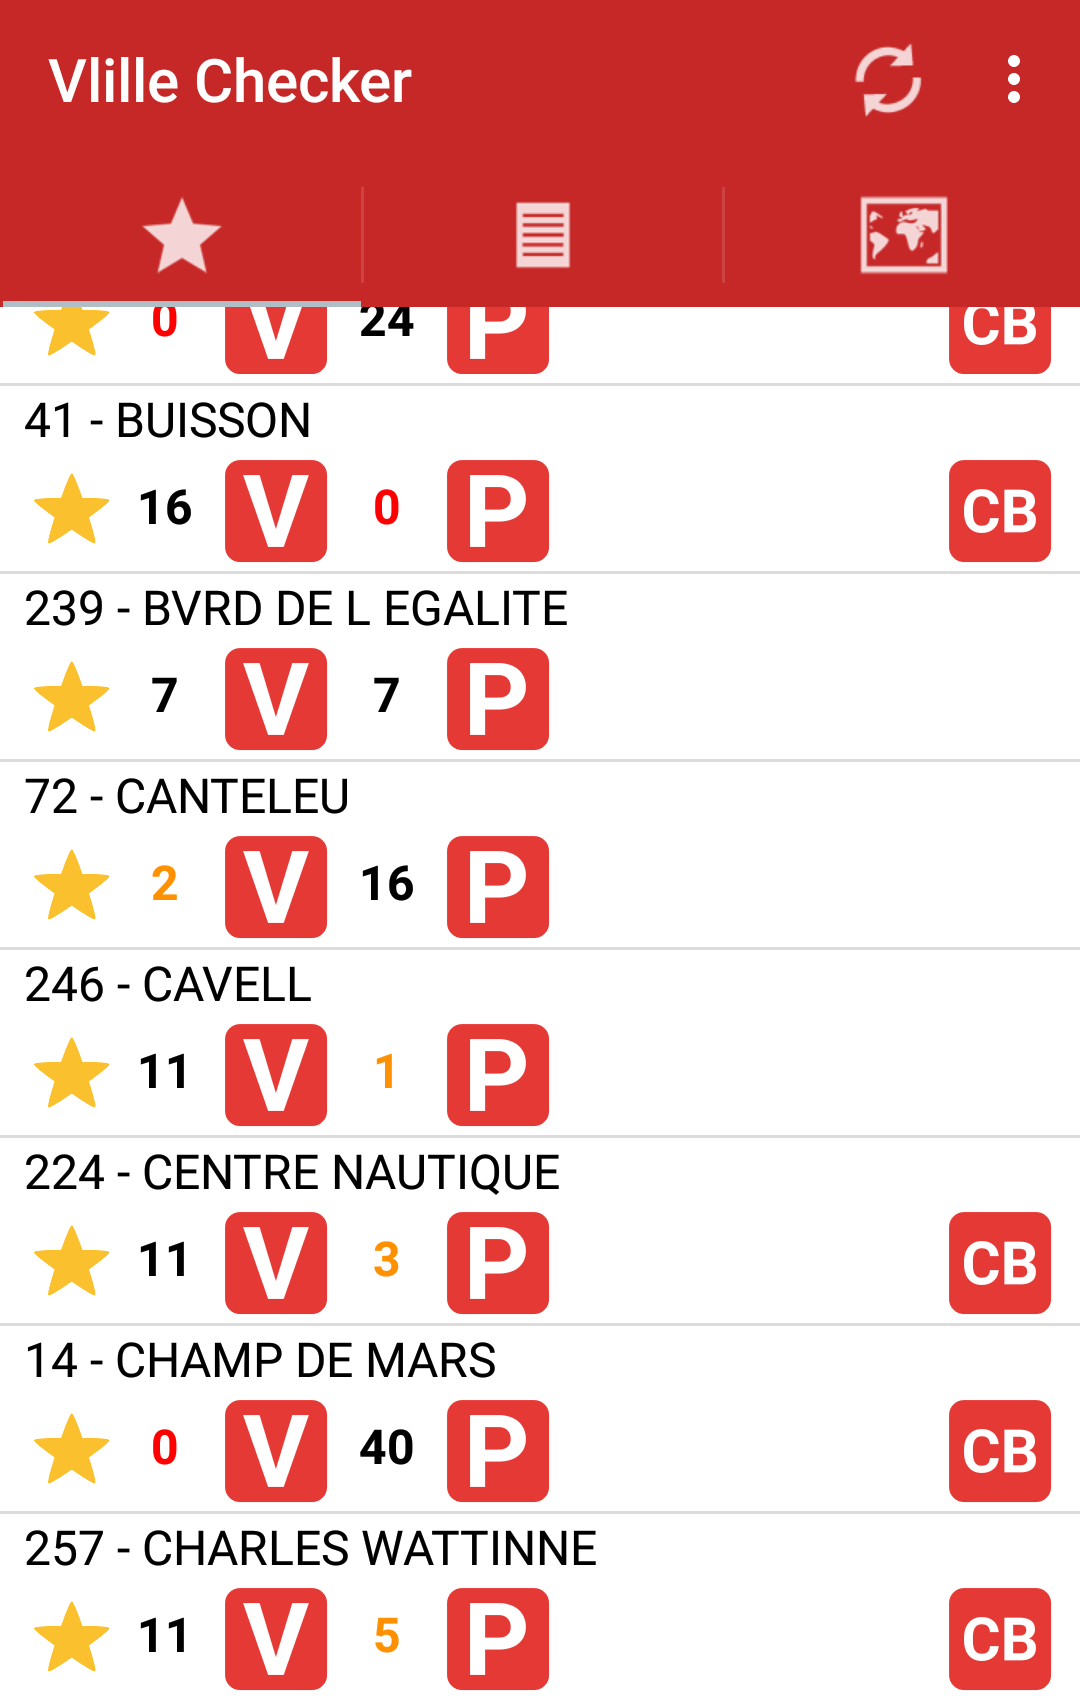 Vlille Checker
0 V 24 P CB
41 - BUISSON
16 V 0 P CB
239 - BVRD DE L EGALITE
7 V 7 P
72 - CANTELEU
2 V 16 P
246 - CAVELL
11 V 1 P
224 - CENTRE NAUTIQUE
11 V 3 P CB
14 - CHAMP DE MARS
0 V 40 P CB
257 - CHARLES WATTINNE
11 V 5 P CB